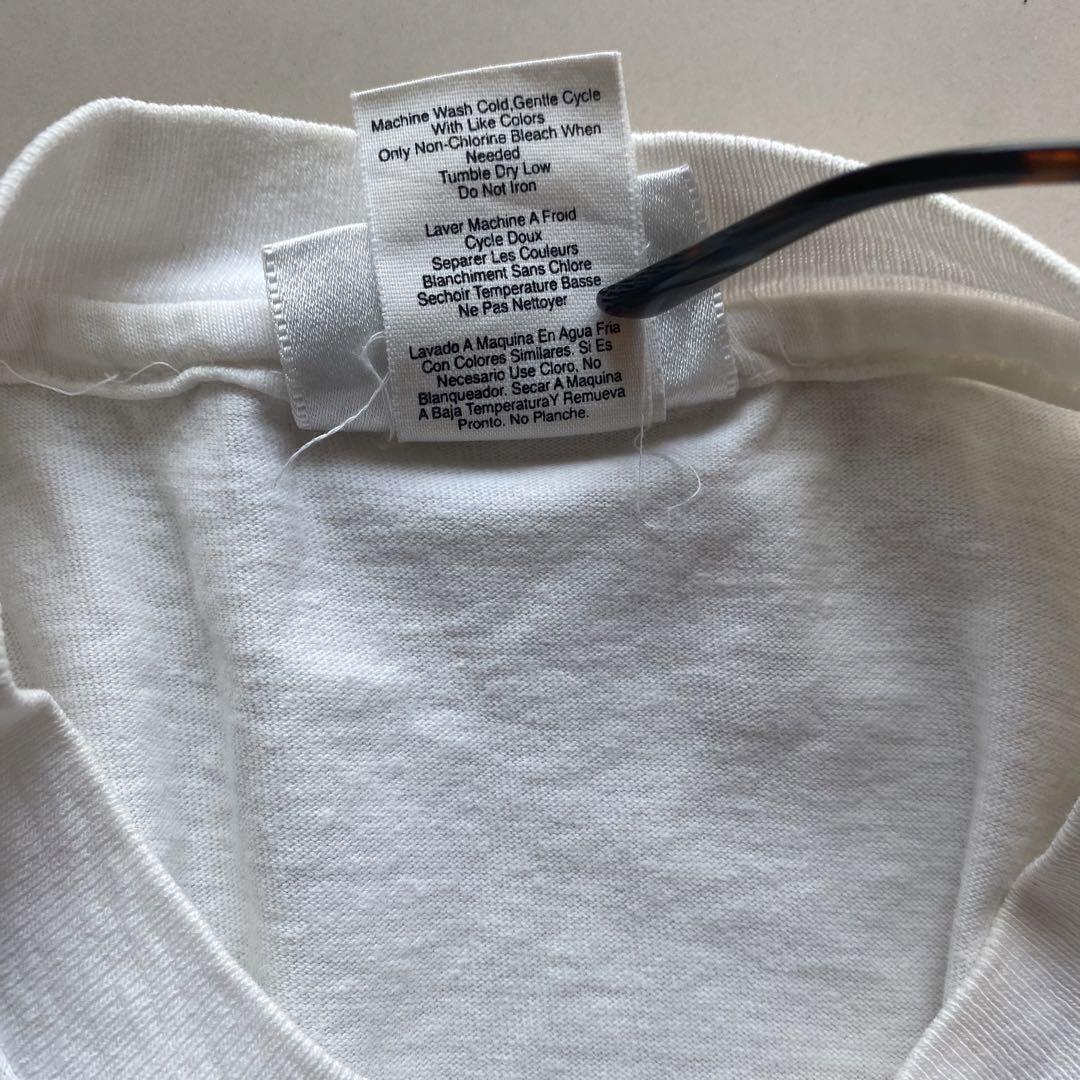 Machine Wash Cold,Gentle Cycle
With Like Colors
Only Non-Chlorine Bleach When
Needed
Tumble Dry Low
Do Not Iron
Laver Machine A Froid
Cycle Doux
Separer Les Couleurs
Blanchiment Sans Chlore
Sechoir Temperature Basse
Ne Pas Nettoyer
Lavado A Maquina En Agua Fria
Con Colores Similares. Si Es
Necesario Use Cloro, No
Blanqueador. Secar A Maquina
A Baja TemperaturaY Remueva
Pronto. No Planche.